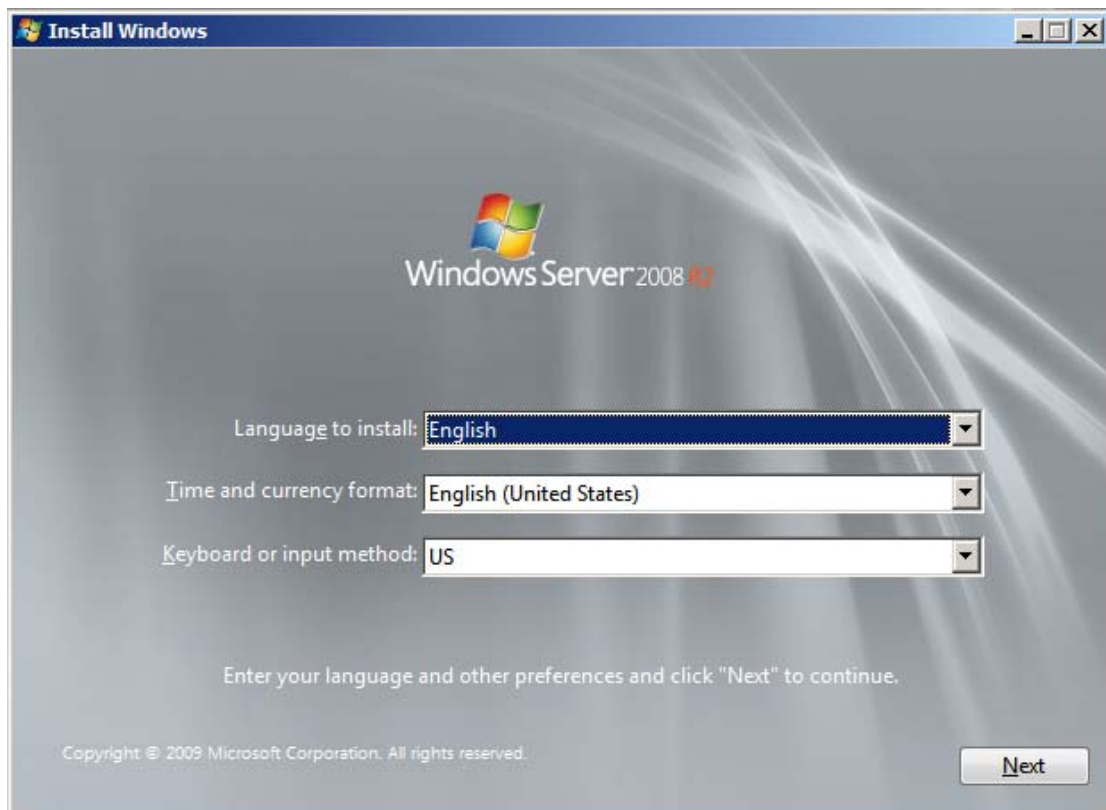 Install Windows
Windows Server 2008 R2
Language to install: English
Time and currency format: English (United States)
Keyboard or input method: US
Enter your language and other preferences and click "Next" to continue.
Copyright © 2009 Microsoft Corporation. All rights reserved.
Next